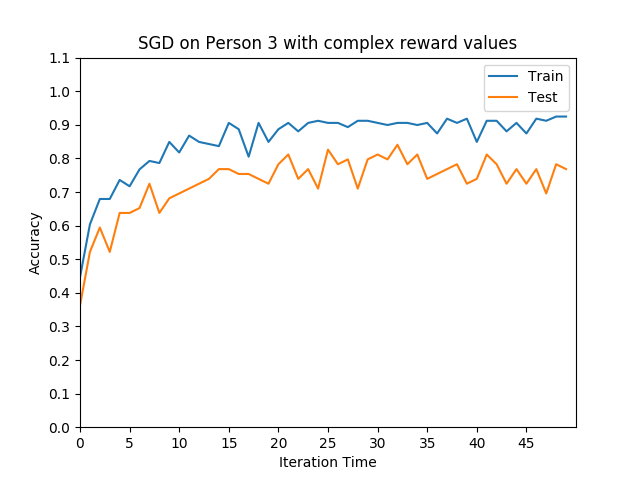 SGD on Person 3 with complex reward values
1.1
1.0
0.9
0.8
0.7
0.6
0.5
0.4
0.3
0.2
0.1
0.0
Accuracy
Train
Test
0 5 10 15 20 25 30 35 40 45
Iteration Time